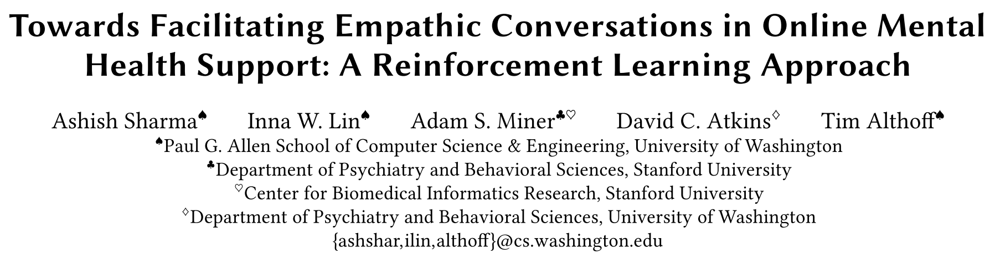 Towards Facilitating Empathic Conversations in Online Mental
Health Support: A Reinforcement Learning Approach
Ashish Sharma♠ Inna W. Lin♠ Adam S. Miner♣♡ David C. Atkins♢ Tim Althoff♠
♠Paul G. Allen School of Computer Science & Engineering, University of Washington
♣Department of Psychiatry and Behavioral Sciences, Stanford University
♡Center for Biomedical Informatics Research, Stanford University
♢Department of Psychiatry and Behavioral Sciences, University of Washington
{ashshar,ilin,althoff}@cs.washington.edu